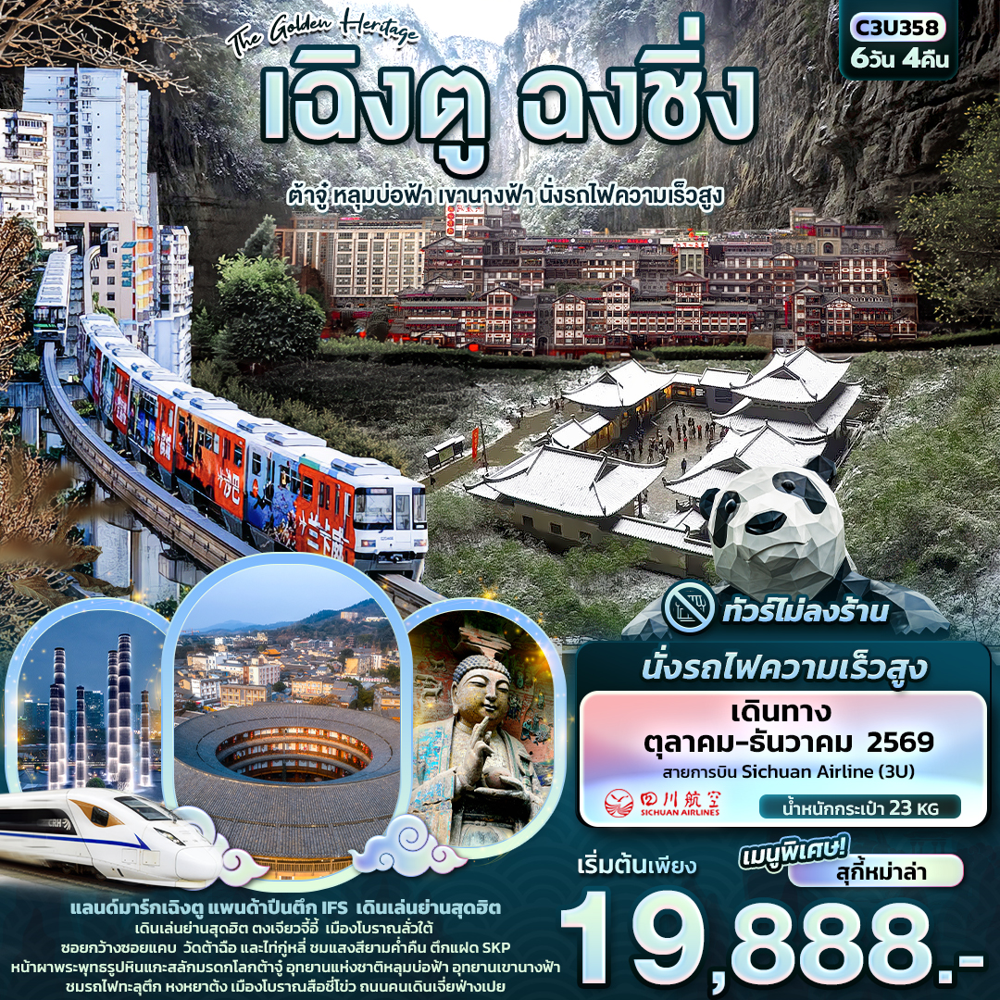 The Golden Heritage
C3U358
6วัน 4คืน
เฉิงตู ฉงชิ่ง
ต้าจู๋ หลุมบ่อฟ้า เขานางฟ้า นั่งรถไฟความเร็วสูง
ทัวร์ไม่ลงร้าน
นั่งรถไฟความเร็วสูง
เดินทาง
ตุลาคม-ธันวาคม 2569
สายการบิน Sichuan Airline (3U)
四川航空
SICHUAN AIRLINES
น้ำหนักกระเป๋า 23 KG
CRH
เริ่มต้นเพียง
เมนูพิเศษ!
สุกี้หม่าล่า
19,888.-
แลนด์มาร์กเฉิงตู แพนด้าปีนตึก IFS เดินเล่นย่านสุดฮิต
เดินเล่นย่านสุดฮิต ตงเจียวจี้อี้ เมืองโบราณลั่วใต้
ซอยกว้างซอยแคบ วัดต้าฉือ และไท่กู่หลี่ ชมแสงสียามค่ำคืน ตึกแฝด SKP
หน้าผาพระพุทธรูปหินแกะสลักมรดกโลกต้าจู๋ อุทยานแห่งชาติหลุมบ่อฟ้า อุทยานเขานางฟ้า
ชมรถไฟทะลุตึก หงหยาต้ง เมืองโบราณสือชี่โข่ว ถนนคนเดินเจี่ยฟ่างเปย